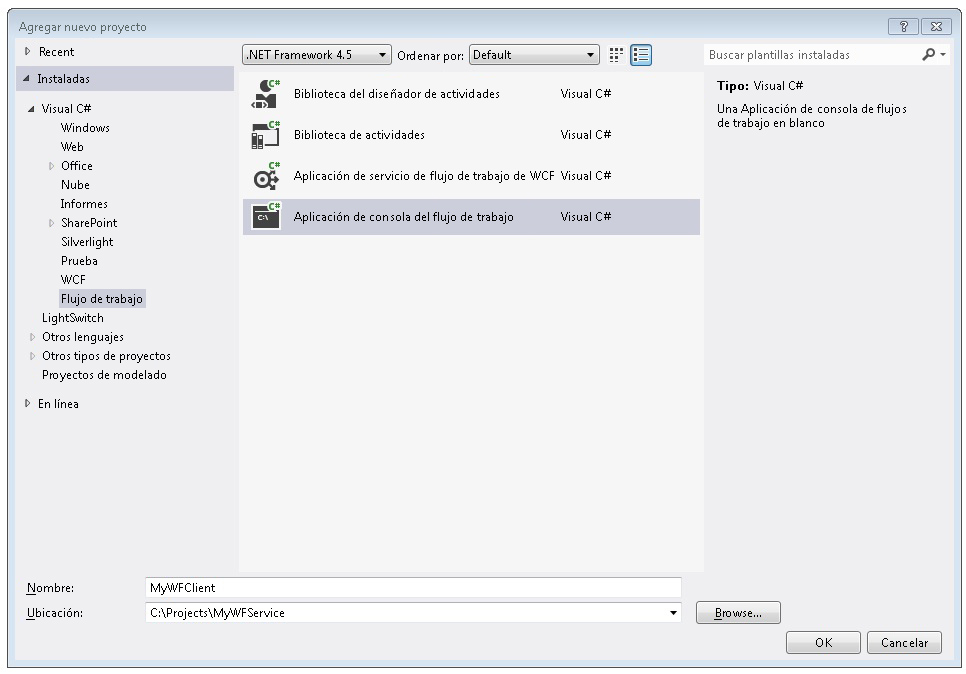 Agregar nuevo proyecto
?
Recent
Instaladas
Visual C#
Windows
Web
Office
Nube
Informes
SharePoint
Silverlight
Prueba
WCF
Flujo de trabajo
LightSwitch
Otros lenguajes
Otros tipos de proyectos
Proyectos de modelado
En línea
.NET Framework 4.5 Ordenar por: Default
C# Biblioteca del diseñador de actividades Visual C#
C# Biblioteca de actividades Visual C#
C# Aplicación de servicio de flujo de trabajo de WCF Visual C#
C# C:\ Aplicación de consola del flujo de trabajo Visual C#
Buscar plantillas instaladas
Tipo: Visual C#
Una Aplicación de consola de flujos
de trabajo en blanco
Nombre: MyWFClient
Ubicación: C:\Projects\MyWFService Browse...
OK Cancelar